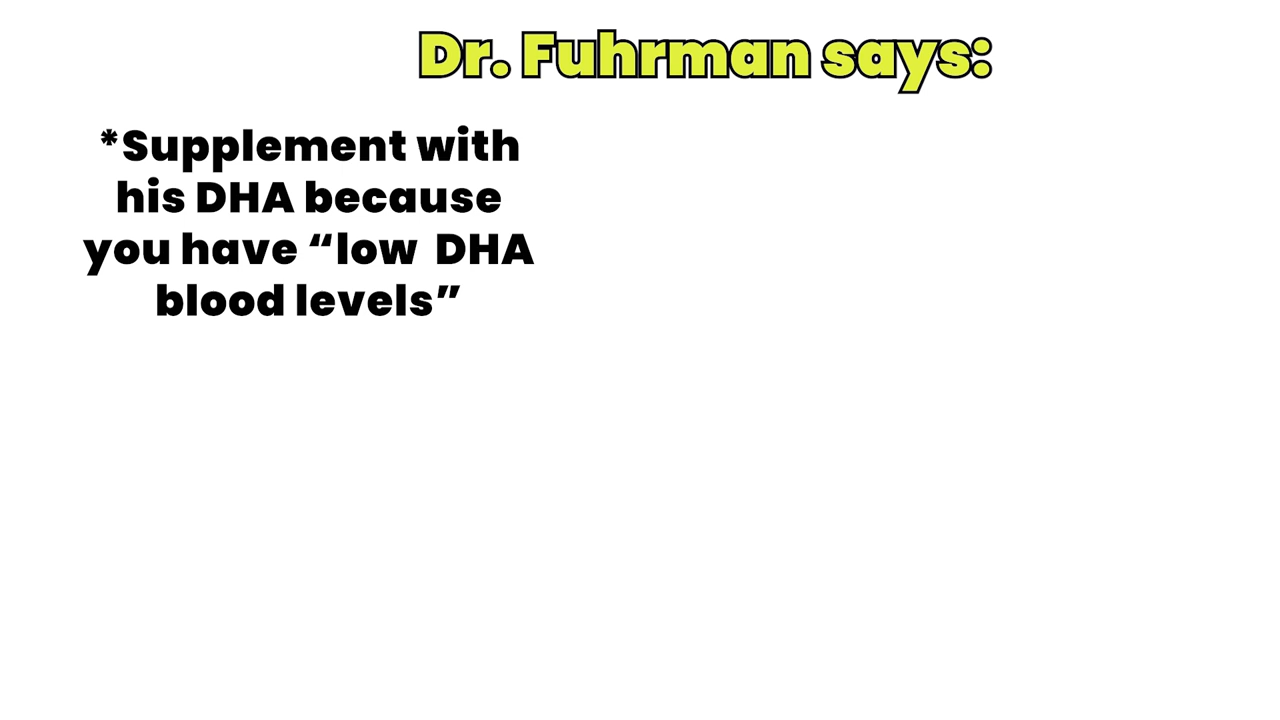 Dr. Fuhrman says:
*Supplement with
his DHA because
you have “low DHA
blood levels”